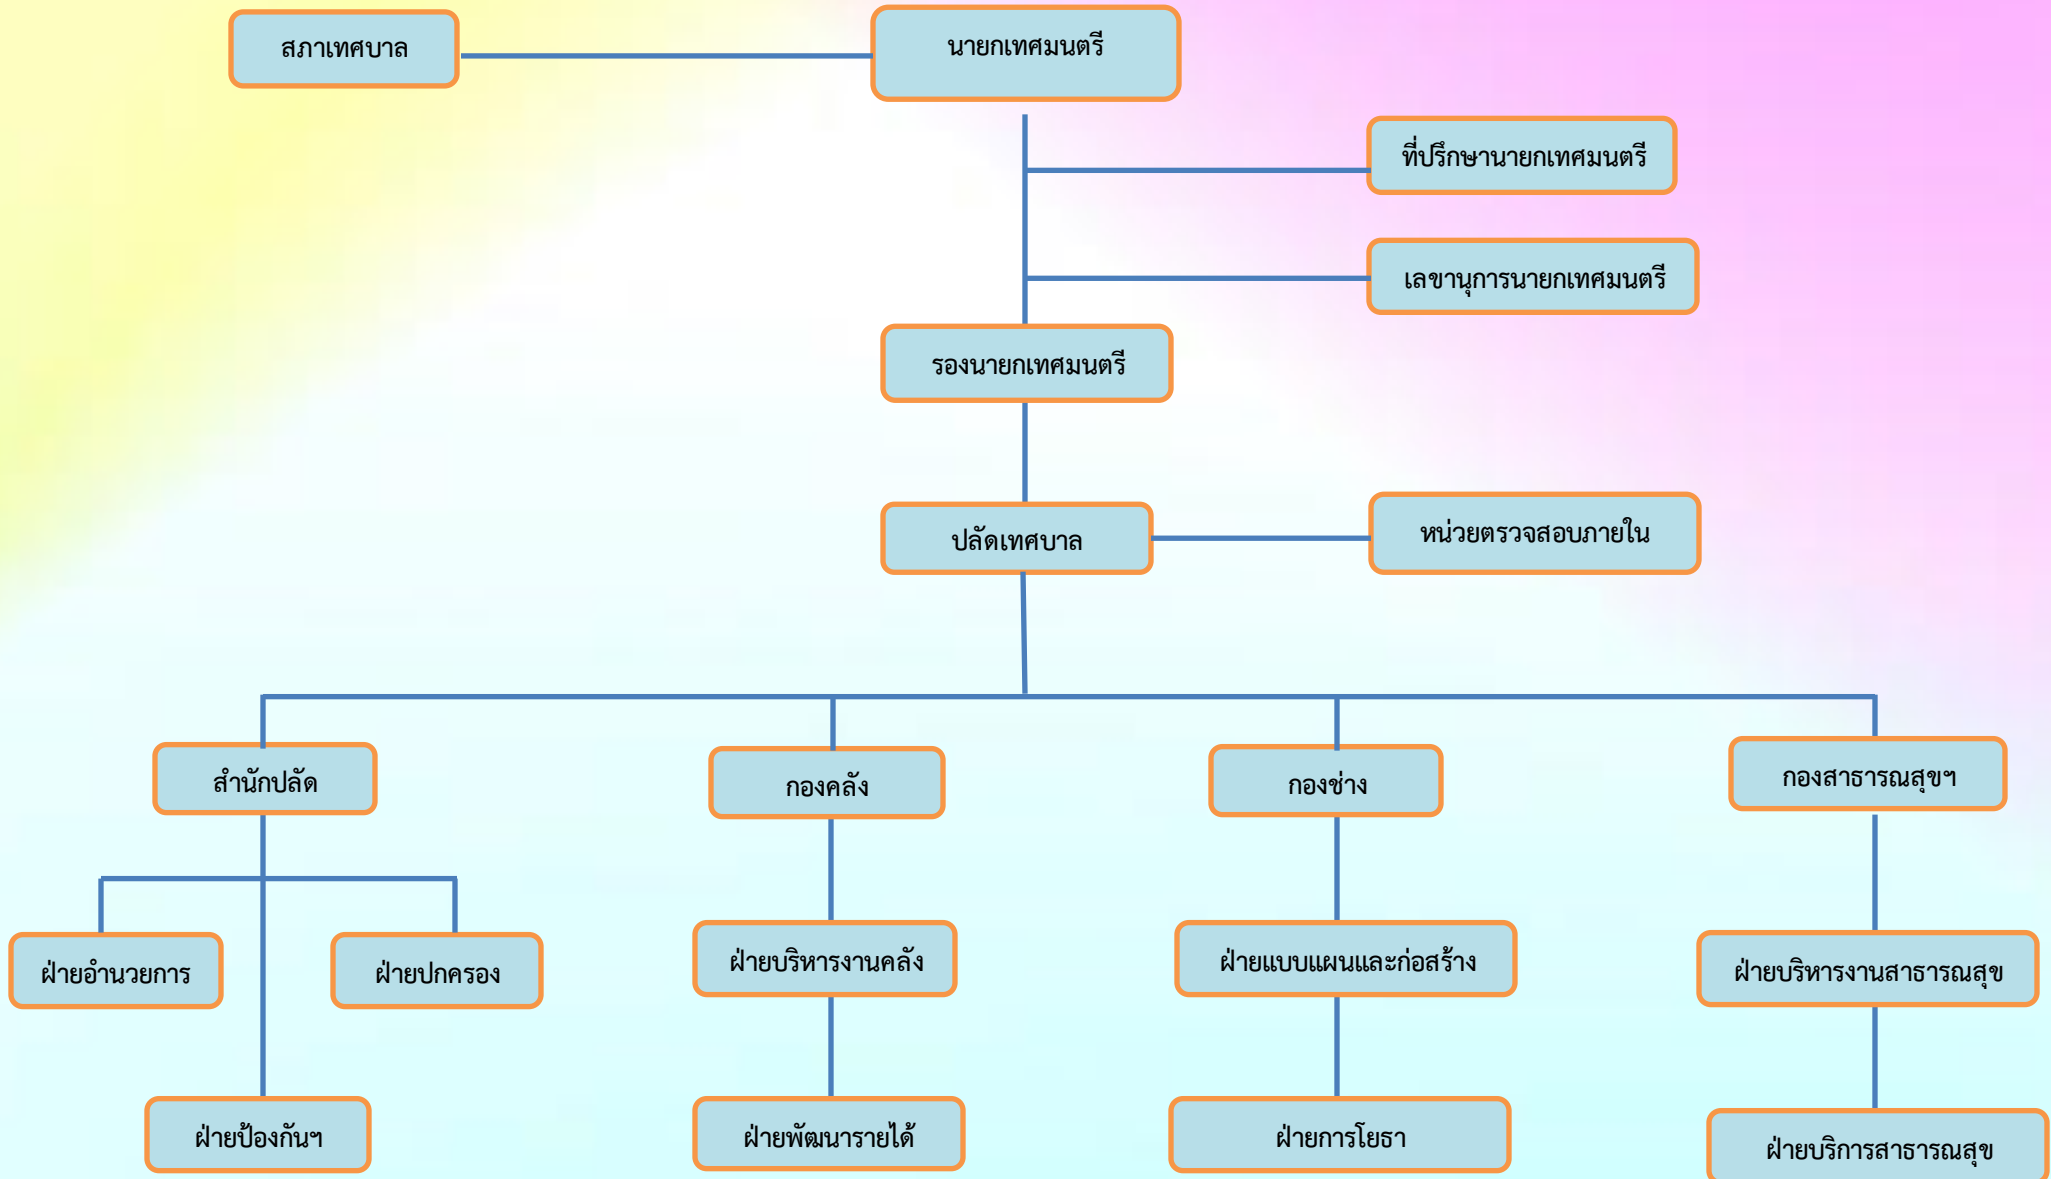 สภาเทศบาล
นายกเทศมนตรี
ที่ปรึกษานายกเทศมนตรี
เลขานุการนายกเทศมนตรี
รองนายกเทศมนตรี
ปลัดเทศบาล
หน่วยตรวจสอบภายใน
สำนักปลัด
กองคลัง
กองช่าง
กองสาธารณสุขฯ
ฝ่ายอำนวยการ
ฝ่ายปกครอง
ฝ่ายบริหารงานคลัง
ฝ่ายแบบแผนและก่อสร้าง
ฝ่ายบริหารงานสาธารณสุข
ฝ่ายป้องกันฯ
ฝ่ายพัฒนารายได้
ฝ่ายการโยธา
ฝ่ายบริการสาธารณสุข